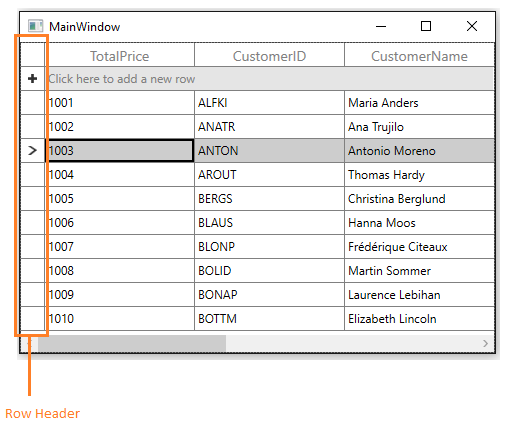 MainWindow
TotalPrice CustomerID CustomerName
Click here to add a new row
1001 ALFKI Maria Anders
1002 ANATR Ana Trujilo
1003 ANTON Antonio Moreno
1004 AROUT Thomas Hardy
1005 BERGS Christina Berglund
1006 BLAUS Hanna Moos
1007 BLONP Frédérique Citeaux
1008 BOLID Martin Sommer
1009 BONAP Laurence Lebihan
1010 BOTTM Elizabeth Lincoln
Row Header